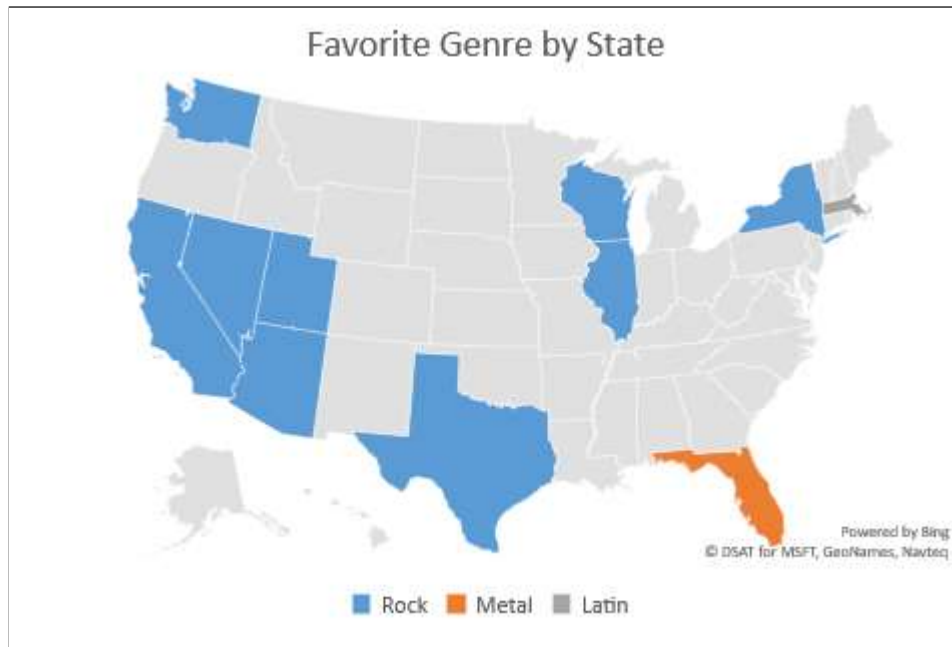 Favorite Genre by State
Powered by Bing
© DSAT for MSFT, GeoNames, Navteq
Rock Metal Latin